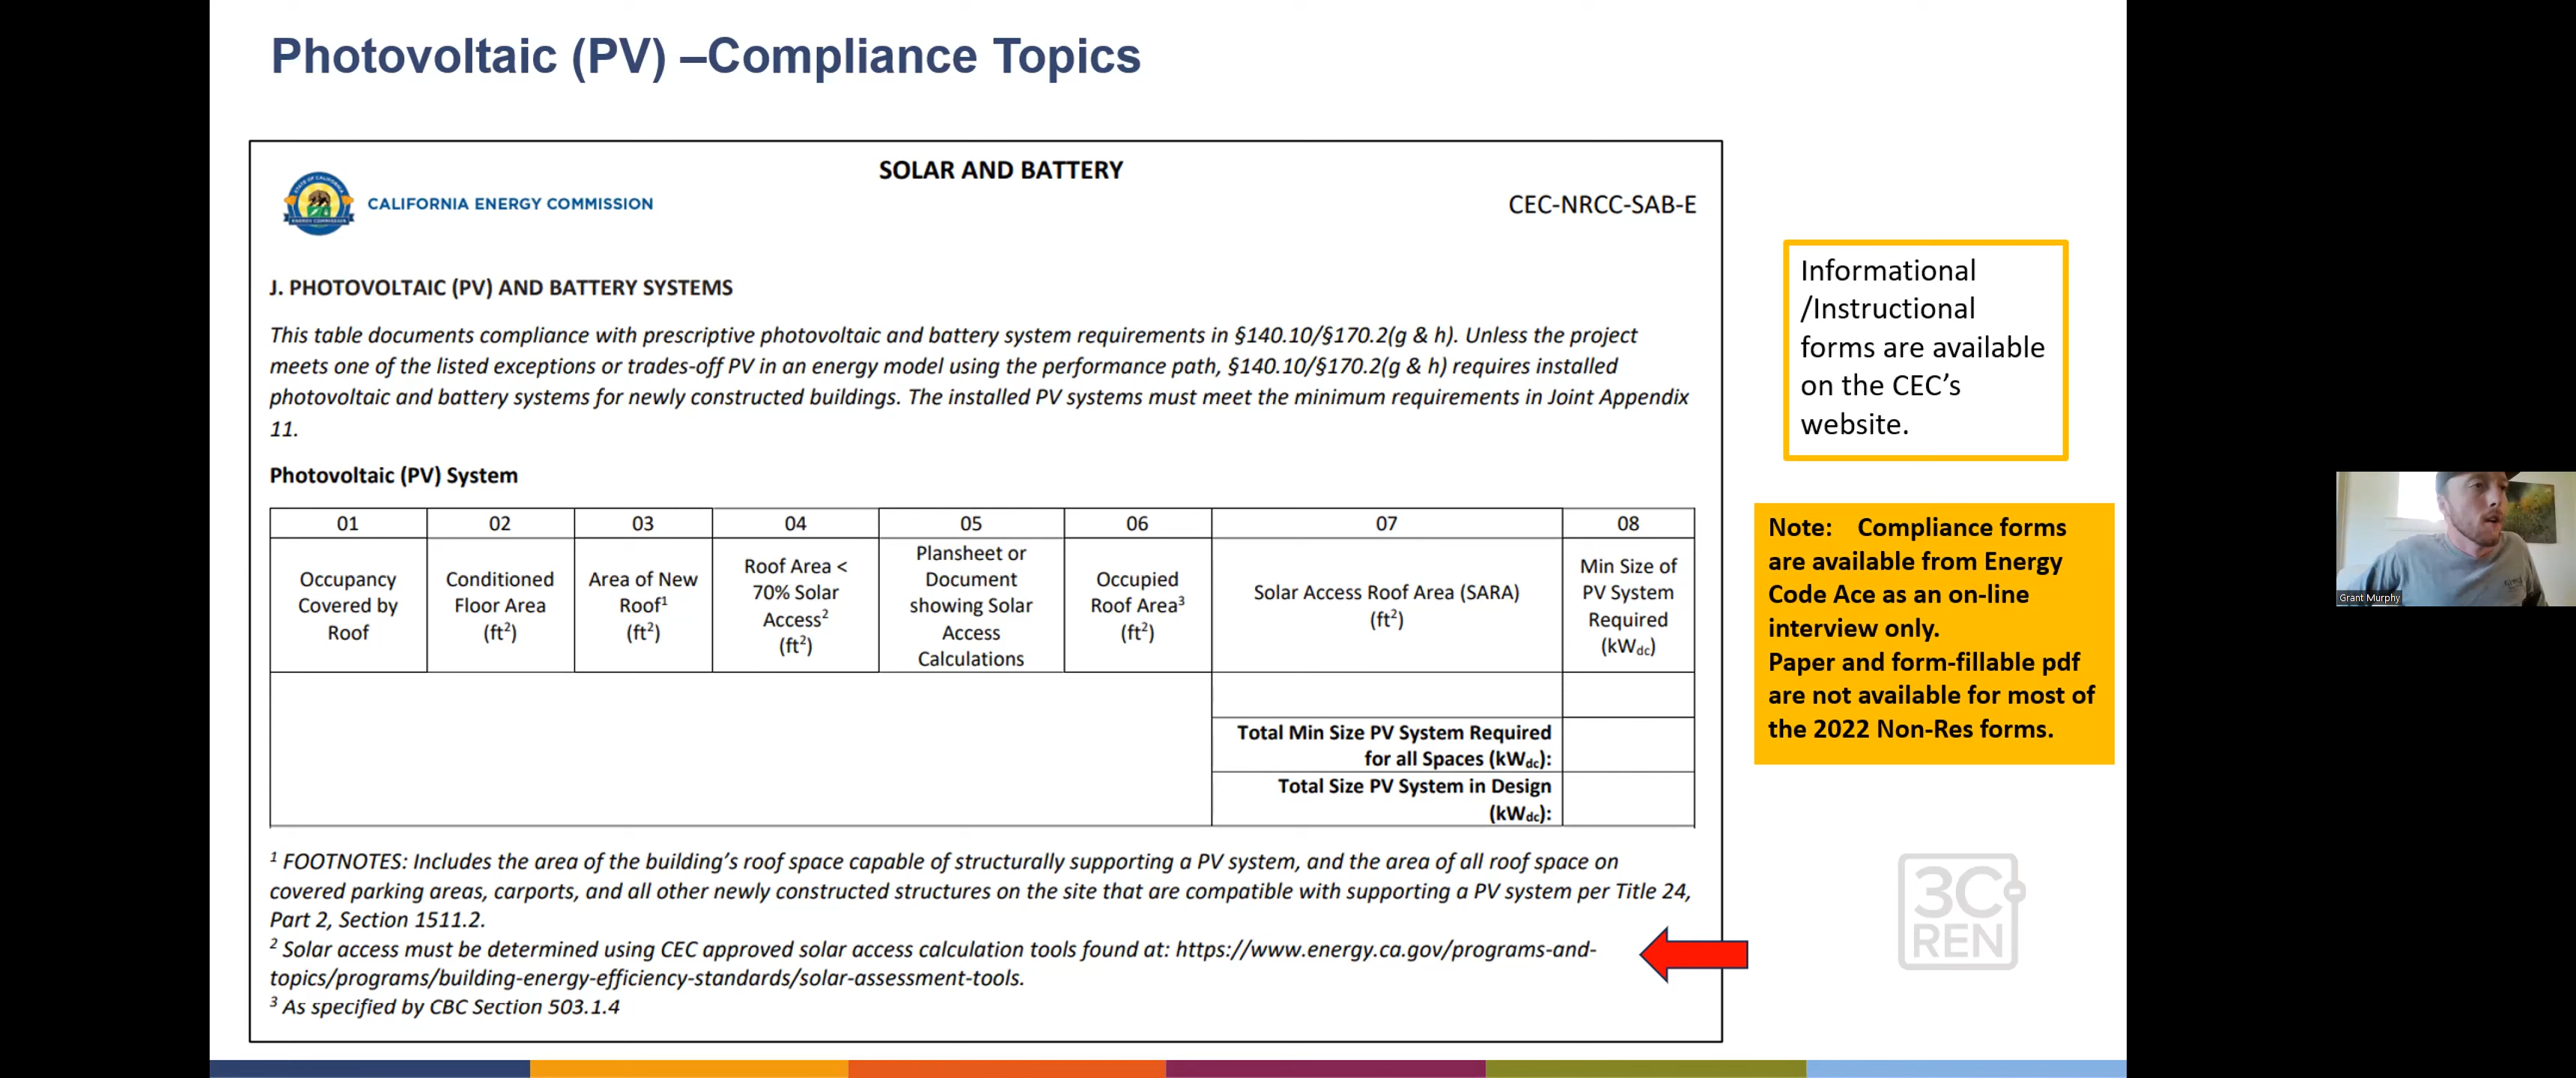 Photovoltaic (PV) –Compliance Topics
SOLAR AND BATTERY
CALIFORNIA ENERGY COMMISSION
CEC-NRCC-SAB-E
J. PHOTOVOLTAIC (PV) AND BATTERY SYSTEMS
This table documents compliance with prescriptive photovoltaic and battery system requirements in §140.10/§170.2(g & h). Unless the project
meets one of the listed exceptions or trades-off PV in an energy model using the performance path, §140.10/§170.2(g & h) requires installed
photovoltaic and battery systems for newly constructed buildings. The installed PV systems must meet the minimum requirements in Joint Appendix
11.
Photovoltaic (PV) System
01 02 03 04 05 06 07 08
Occupancy
Covered by
Roof
Conditioned
Floor Area
(ft²)
Area of New
Roof¹
(ft²)
Roof Area <
70% Solar
Access²
(ft²)
Plansheet or
Document
showing Solar
Access
Calculations
Occupied
Roof Area³
(ft²)
Solar Access Roof Area (SARA)
(ft²)
Min Size of
PV System
Required
(kWdc)
Total Min Size PV System Required
for all Spaces (kWdc):
Total Size PV System in Design
(kWdc):
¹ FOOTNOTES: Includes the area of the building’s roof space capable of structurally supporting a PV system, and the area of all roof space on
covered parking areas, carports, and all other newly constructed structures on the site that are compatible with supporting a PV system per Title 24,
Part 2, Section 1511.2.
² Solar access must be determined using CEC approved solar access calculation tools found at: https://www.energy.ca.gov/programs-and-
topics/programs/building-energy-efficiency-standards/solar-assessment-tools.
³ As specified by CBC Section 503.1.4
Informational
/Instructional
forms are available
on the CEC’s
website.
Note: Compliance forms
are available from Energy
Code Ace as an on-line
interview only.
Paper and form-fillable pdf
are not available for most of
the 2022 Non-Res forms.
3C
REN
Grant Murphy